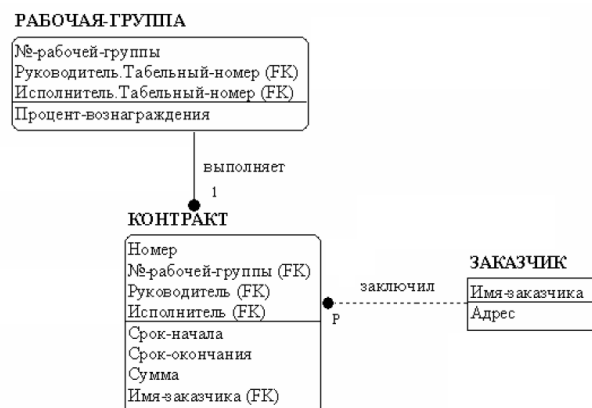 РАБОЧАЯ-ГРУППА
№-рабочей-группы
Руководитель.Табельный-номер (FK)
Исполнитель.Табельный-номер (FK)
Процент-вознаграждения
выполняет
1
КОНТРАКТ
Номер
№-рабочей-группы (FK)
Руководитель (FK)
Исполнитель (FK)
Срок-начала
Срок-окончания
Сумма
Имя-заказчика (FK)
заключил
P
ЗАКАЗЧИК
Имя-заказчика
Адрес